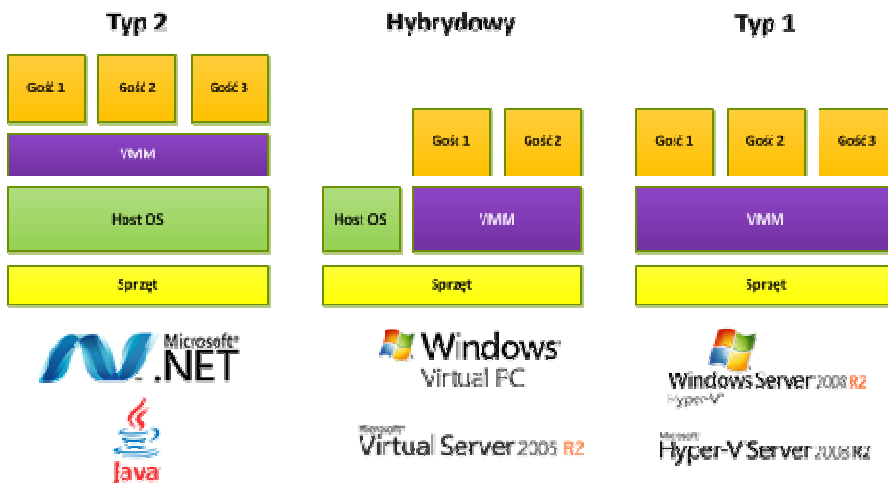 Typ 2
Gość 1 Gość 2 Gość 3
VMM
Host OS
Sprzęt
Microsoft®
.NET
Java
Hybrydowy
Gość 1 Gość 2
Host OS VMM
Sprzęt
Windows®
Virtual PC
Microsoft®
Virtual Server 2005 R2
Typ 1
Gość 1 Gość 2 Gość 3
VMM
Sprzęt
Windows Server® 2008 R2
Hyper-V®
Microsoft®
Hyper-V Server 2008 R2